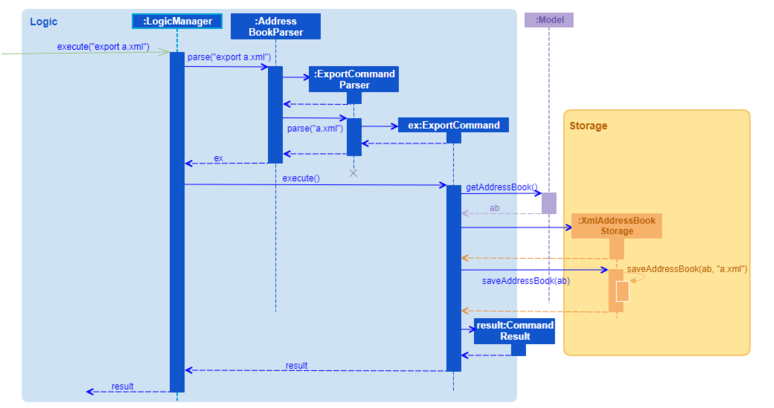 Logic
:LogicManager
:Address
BookParser
:Model
execute("export a.xml")
parse("export a.xml")
:ExportCommand
Parser
parse("a.xml")
ex:ExportCommand
Storage
ex
execute()
getAddressBook()
ab
:XmlAddressBook
Storage
saveAddressBook(ab, "a.xml")
saveAddressBook(ab)
result:Command
Result
result
result